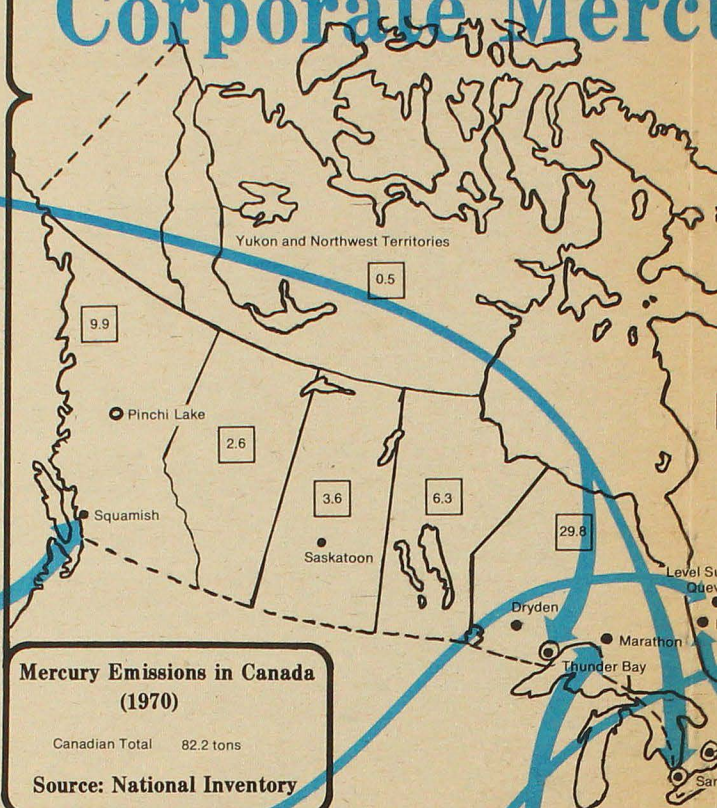 Corporate
Yukon and Northwest Territories
0.5
9.9
Pinchi Lake
2.6
3.6
6.3
Squamish
29.8
Saskatoon
Level
Dryden
Marathon
Thunder Bay
Mercury Emissions in Canada
(1970)
Canadian Total 82.2 tons
Source: National Inventory